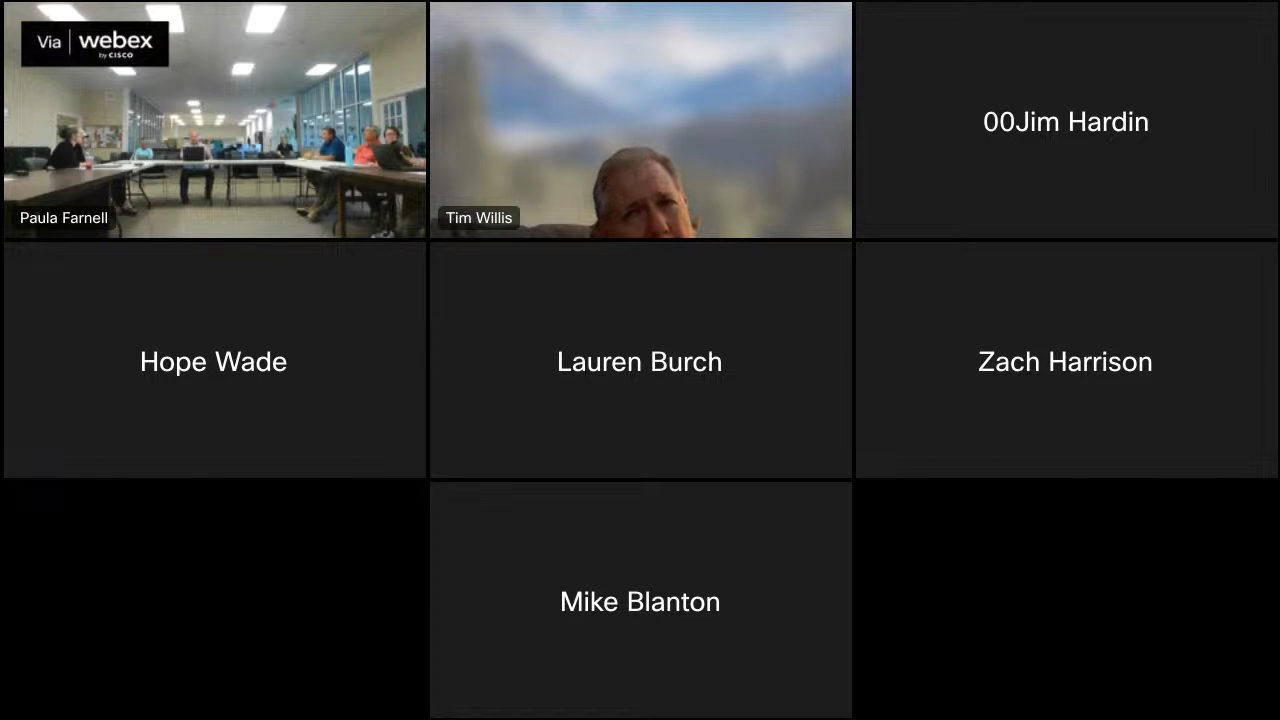 Via webex
by CISCO
Paula Farnell
Tim Willis
00Jim Hardin
Hope Wade
Lauren Burch
Zach Harrison
Mike Blanton